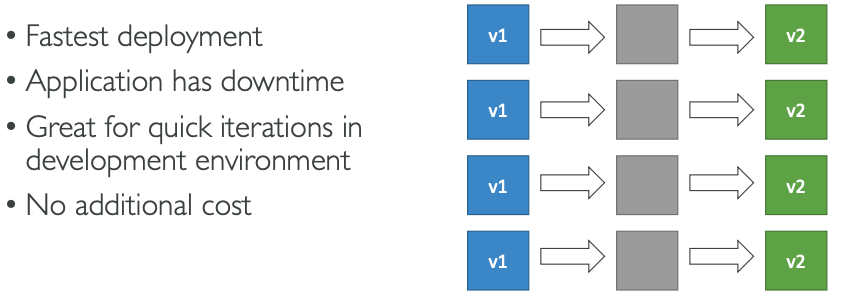 • Fastest deployment
• Application has downtime
• Great for quick iterations in
development environment
• No additional cost
v1 v2
v1 v2
v1 v2
v1 v2